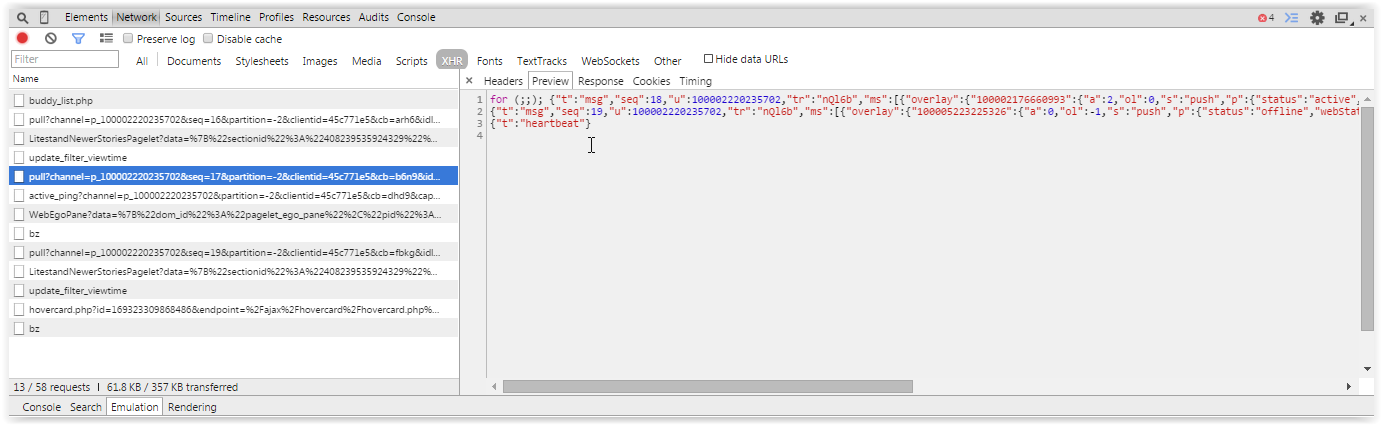 Elements Network Sources Timeline Profiles Resources Audits Console 4
Preserve log Disable cache
Filter All Documents Stylesheets Images Media Scripts XHR Fonts TextTracks WebSockets Other Hide data URLs
Name
× Headers Preview Response Cookies Timing
buddy_list.php
pull?channel=p_100002220235702&seq=16&partition=-2&clientid=45c771e5&cb=arh6&idl...
LitestandNewerStoriesPagelet?data=%7B%22sectionid%22%3A%22408239535924329%22%...
update_filter_viewtime
pull?channel=p_100002220235702&seq=17&partition=-2&clientid=45c771e5&cb=b6n9&id...
active_ping?channel=p_100002220235702&partition=-2&clientid=45c771e5&cb=dhd9&cap...
WebEgoPane?data=%7B%22dom_id%22%3A%22pagelet_ego_pane%22%2C%22pid%22%3A...
bz
pull?channel=p_100002220235702&seq=19&partition=-2&clientid=45c771e5&cb=fbkg&idl...
LitestandNewerStoriesPagelet?data=%7B%22sectionid%22%3A%22408239535924329%22%...
update_filter_viewtime
hovercard.php?id=169323309868486&endpoint=%2Fajax%2Fhovercard%2Fhovercard.php%...
bz
1 for (;;); {"t":"msg","seq":18,"u":100002220235702,"tr":"nQl6b","ms":[{"overlay":{"100002176660993":{"a":2,"ol":0,"s":"push","p":{"status":"active",
2 {"t":"msg","seq":19,"u":100002220235702,"tr":"nQl6b","ms":[{"overlay":{"100005223225326":{"a":0,"ol":-1,"s":"push","p":{"status":"offline","webStat
3 {"t":"heartbeat"}
4
13 / 58 requests | 61.8 KB / 357 KB transferred
Console Search Emulation Rendering